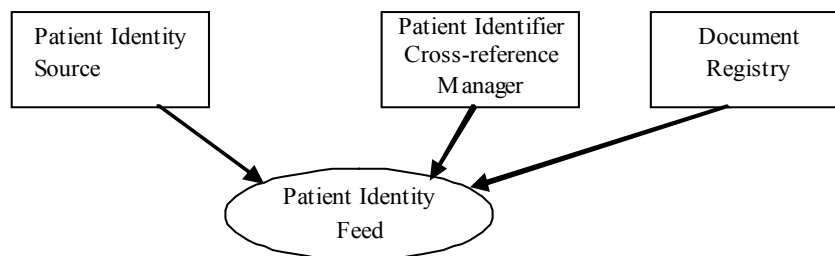 Patient Identity
Source
Patient Identifier
Cross-reference
Manager
Document
Registry
Patient Identity
Feed